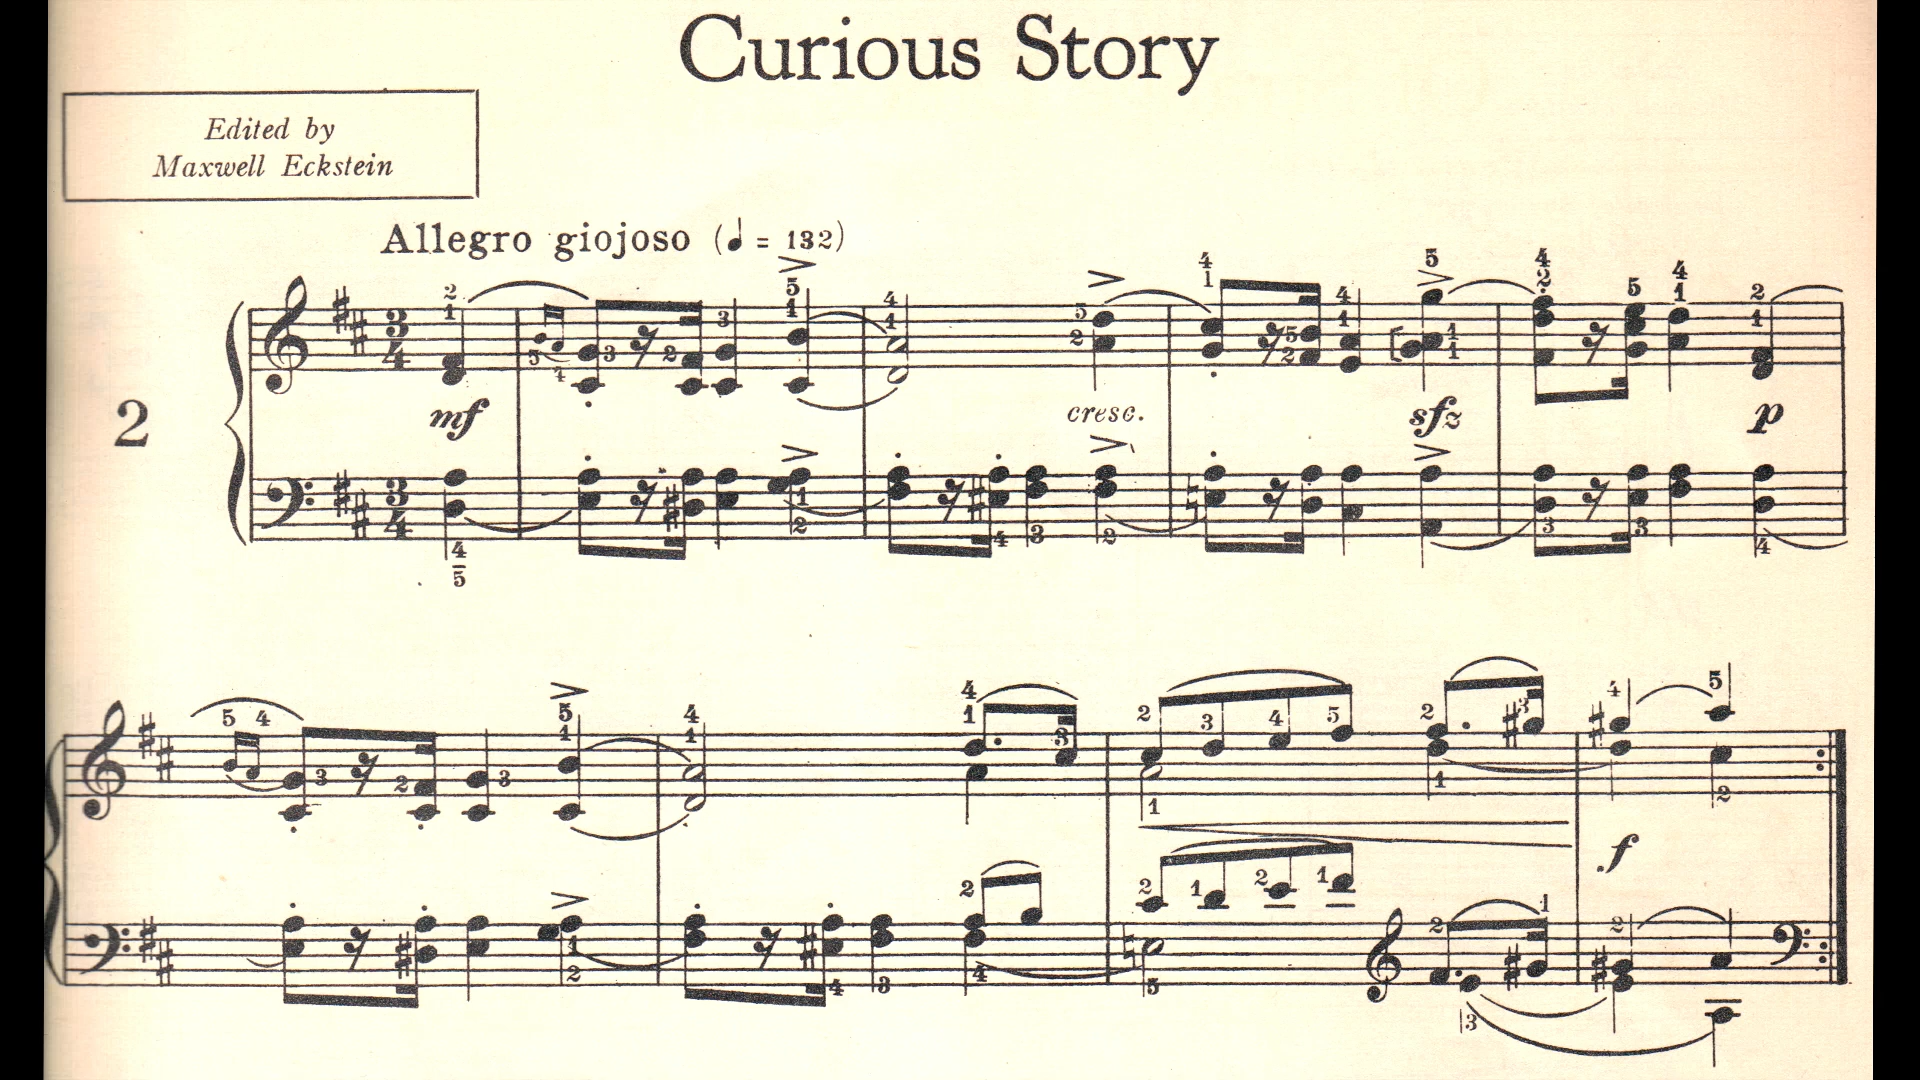 Curious Story
Edited by
Maxwell Eckstein
Allegro giojoso (♩ = 132)
2
mf
cresc.
sfz
p
f